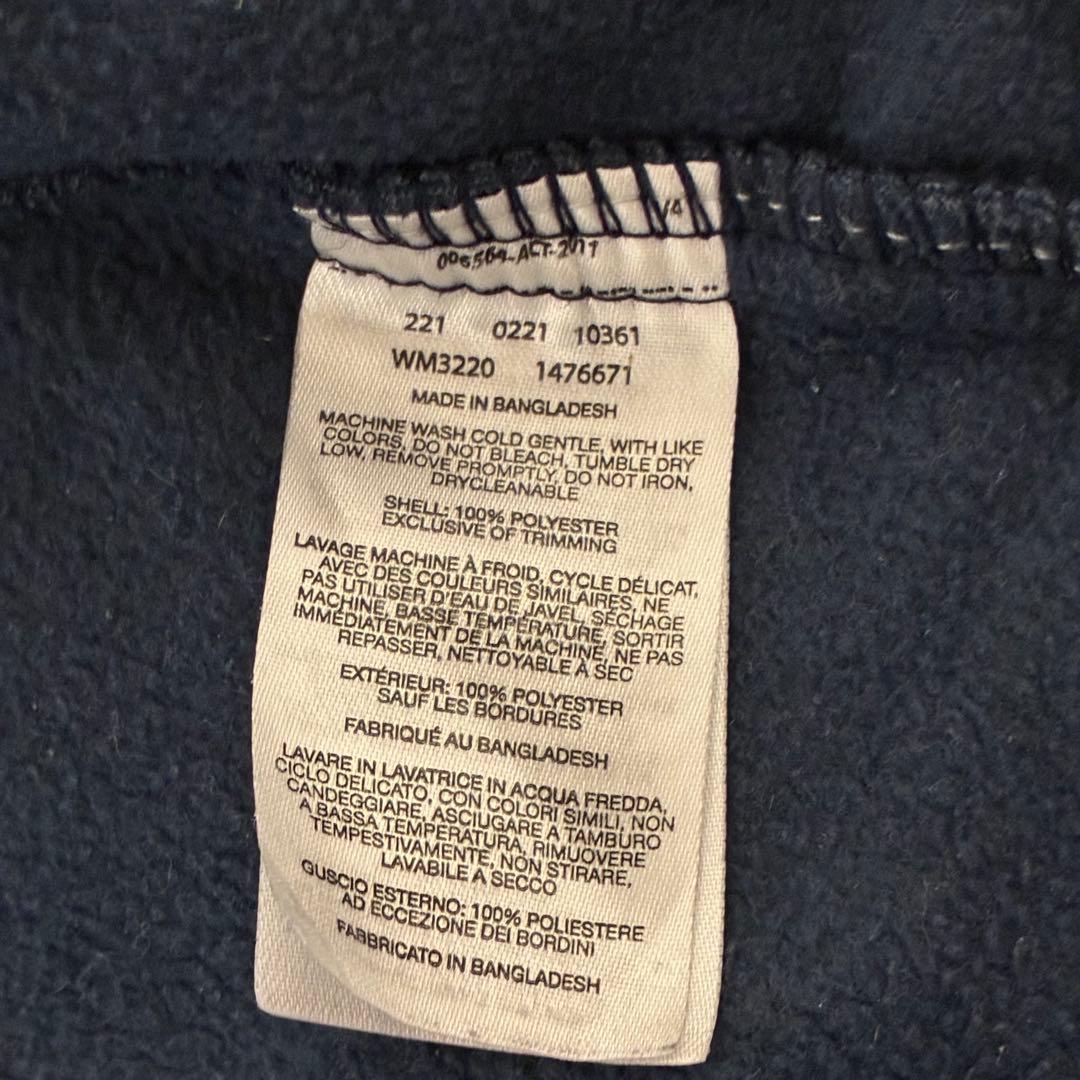 /4
006564-ACT-2011
221 0221 10361
WM3220 1476671
MADE IN BANGLADESH
MACHINE WASH COLD GENTLE, WITH LIKE
COLORS, DO NOT BLEACH, TUMBLE DRY
LOW, REMOVE PROMPTLY, DO NOT IRON,
DRYCLEANABLE
SHELL: 100% POLYESTER
EXCLUSIVE OF TRIMMING
LAVAGE MACHINE À FROID, CYCLE DÉLICAT,
AVEC DES COULEURS SIMILAIRES, NE
PAS UTILISER D'EAU DE JAVEL, SÉCHAGE
MACHINE, BASSE TEMPÉRATURE, SORTIR
IMMÉDIATEMENT DE LA MACHINE, NE PAS
REPASSER, NETTOYABLE À SEC
EXTÉRIEUR: 100% POLYESTER
SAUF LES BORDURES
FABRIQUÉ AU BANGLADESH
LAVARE IN LAVATRICE IN ACQUA FREDDA,
CICLO DELICATO, CON COLORI SIMILI, NON
CANDEGGIARE, ASCIUGARE A TAMBURO
A BASSA TEMPERATURA, RIMUOVERE
TEMPESTIVAMENTE, NON STIRARE,
LAVABILE A SECCO
GUSCIO ESTERNO: 100% POLIESTERE
AD ECCEZIONE DEI BORDINI
FABBRICATO IN BANGLADESH